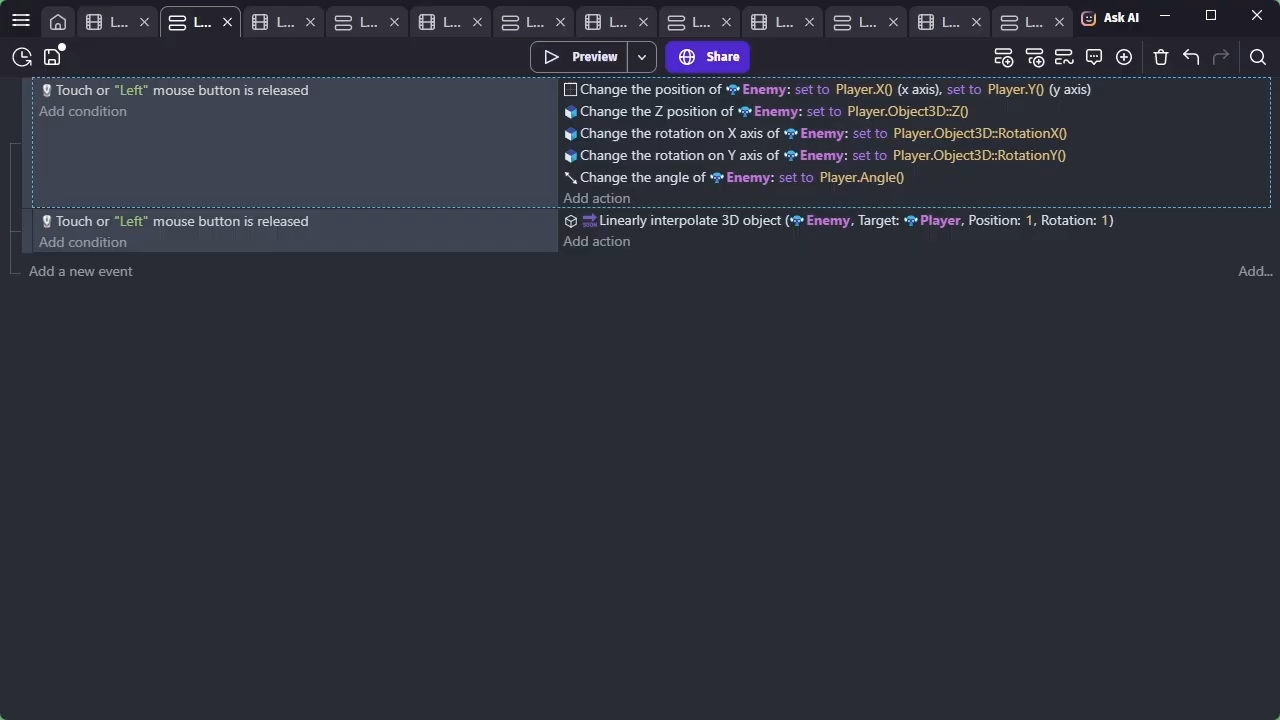 L... L... L... L... L... L... L... L... L... L... L... L... Ask AI
Preview Share
Touch or "Left" mouse button is released
Add condition
Change the position of Enemy: set to Player.X() (x axis), set to Player.Y() (y axis)
Change the Z position of Enemy: set to Player.Object3D::Z()
Change the rotation on X axis of Enemy: set to Player.Object3D::RotationX()
Change the rotation on Y axis of Enemy: set to Player.Object3D::RotationY()
Change the angle of Enemy: set to Player.Angle()
Add action
Touch or "Left" mouse button is released
Add condition
Linearly interpolate 3D object (Enemy, Target: Player, Position: 1, Rotation: 1)
Add action
Add a new event Add...